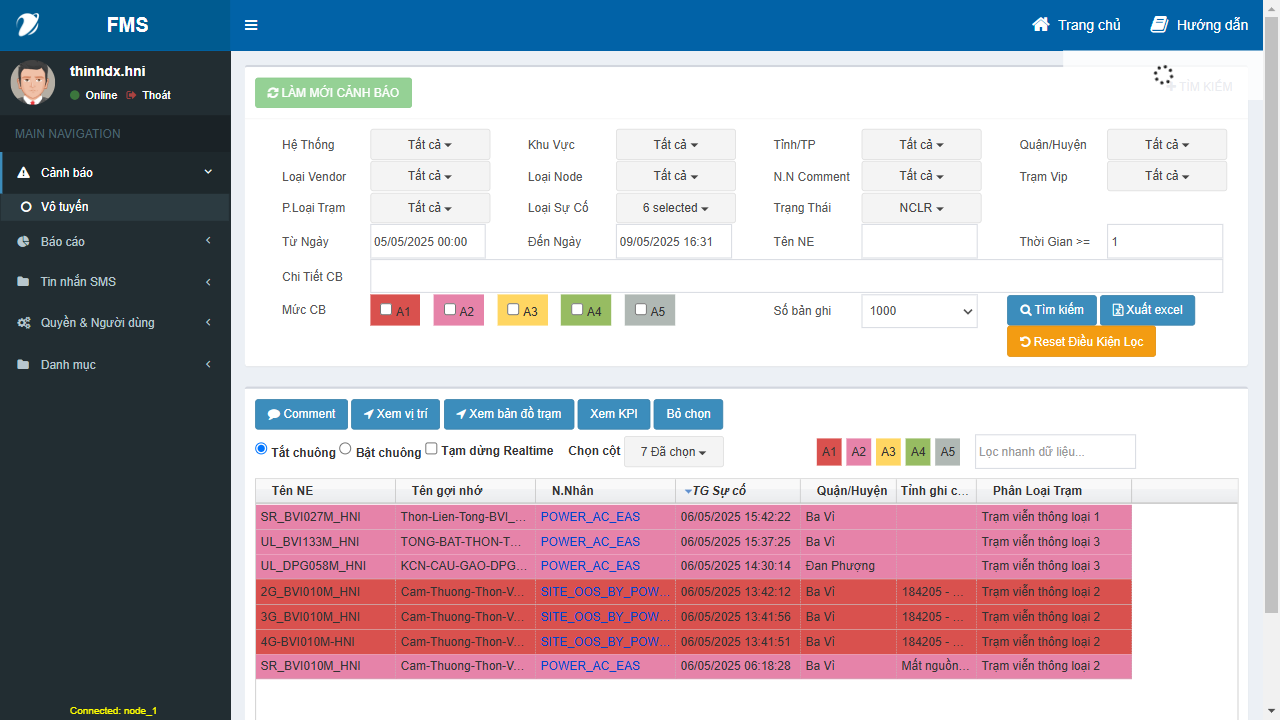 FMS
Trang chủ
Hướng dẫn
thinhdx.hni
Online Thoát
MAIN NAVIGATION
Cảnh báo
Vô tuyến
Báo cáo
Tin nhắn SMS
Quyền & Người dùng
Danh mục
Connected: node_1
LÀM MỚI CẢNH BÁO
TÌM KIẾM
Hệ Thống Tất cả Khu Vực Tất cả Tỉnh/TP Tất cả Quận/Huyện Tất cả
Loại Vendor Tất cả Loại Node Tất cả N.N Comment Tất cả Trạm Vip Tất cả
P.Loại Trạm Tất cả Loại Sự Cố 6 selected Trạng Thái NCLR
Từ Ngày 05/05/2025 00:00 Đến Ngày 09/05/2025 16:31 Tên NE Thời Gian >= 1
Chi Tiết CB
Mức CB A1 A2 A3 A4 A5 Số bản ghi 1000 Tìm kiếm Xuất excel
Reset Điều Kiện Lọc
Comment Xem vị trí Xem bản đồ trạm Xem KPI Bỏ chọn
Tắt chuông Bật chuông Tạm dừng Realtime Chọn cột 7 Đã chọn A1 A2 A3 A4 A5 Lọc nhanh dữ liệu...
Tên NE Tên gợi nhớ N.Nhân TG Sự cố Quận/Huyện Tỉnh ghi c... Phân Loại Trạm
SR_BVI027M_HNI Thon-Lien-Tong-BVI_... POWER_AC_EAS 06/05/2025 15:42:22 Ba Vì Trạm viễn thông loại 1
UL_BVI133M_HNI TONG-BAT-THON-T... POWER_AC_EAS 06/05/2025 15:37:25 Ba Vì Trạm viễn thông loại 3
UL_DPG058M_HNI KCN-CAU-GAO-DPG... POWER_AC_EAS 06/05/2025 14:30:14 Đan Phượng Trạm viễn thông loại 3
2G_BVI010M_HNI Cam-Thuong-Thon-V... SITE_OOS_BY_POW... 06/05/2025 13:42:12 Ba Vì 184205 - ... Trạm viễn thông loại 2
3G_BVI010M_HNI Cam-Thuong-Thon-V... SITE_OOS_BY_POW... 06/05/2025 13:41:56 Ba Vì 184205 - ... Trạm viễn thông loại 2
4G-BVI010M-HNI Cam-Thuong-Thon-V... SITE_OOS_BY_POW... 06/05/2025 13:41:51 Ba Vì 184205 - ... Trạm viễn thông loại 2
SR_BVI010M_HNI Cam-Thuong-Thon-V... POWER_AC_EAS 06/05/2025 06:18:28 Ba Vì Mất nguồn... Trạm viễn thông loại 2